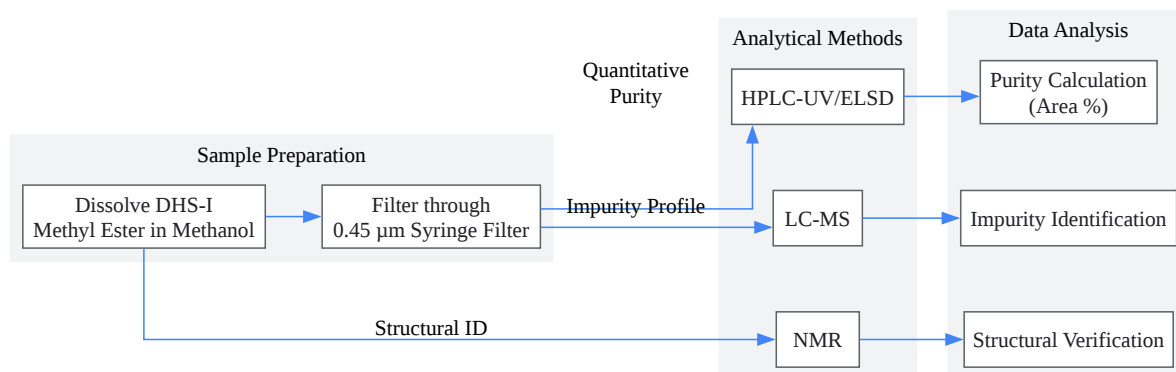 Analytical Methods
Data Analysis
Quantitative
Purity
HPLC-UV/ELSD
Purity Calculation
(Area %)
Sample Preparation
Dissolve DHS-I
Methyl Ester in Methanol
Filter through
0.45 µm Syringe Filter
Impurity Profile
LC-MS
Impurity Identification
Structural ID
NMR
Structural Verification